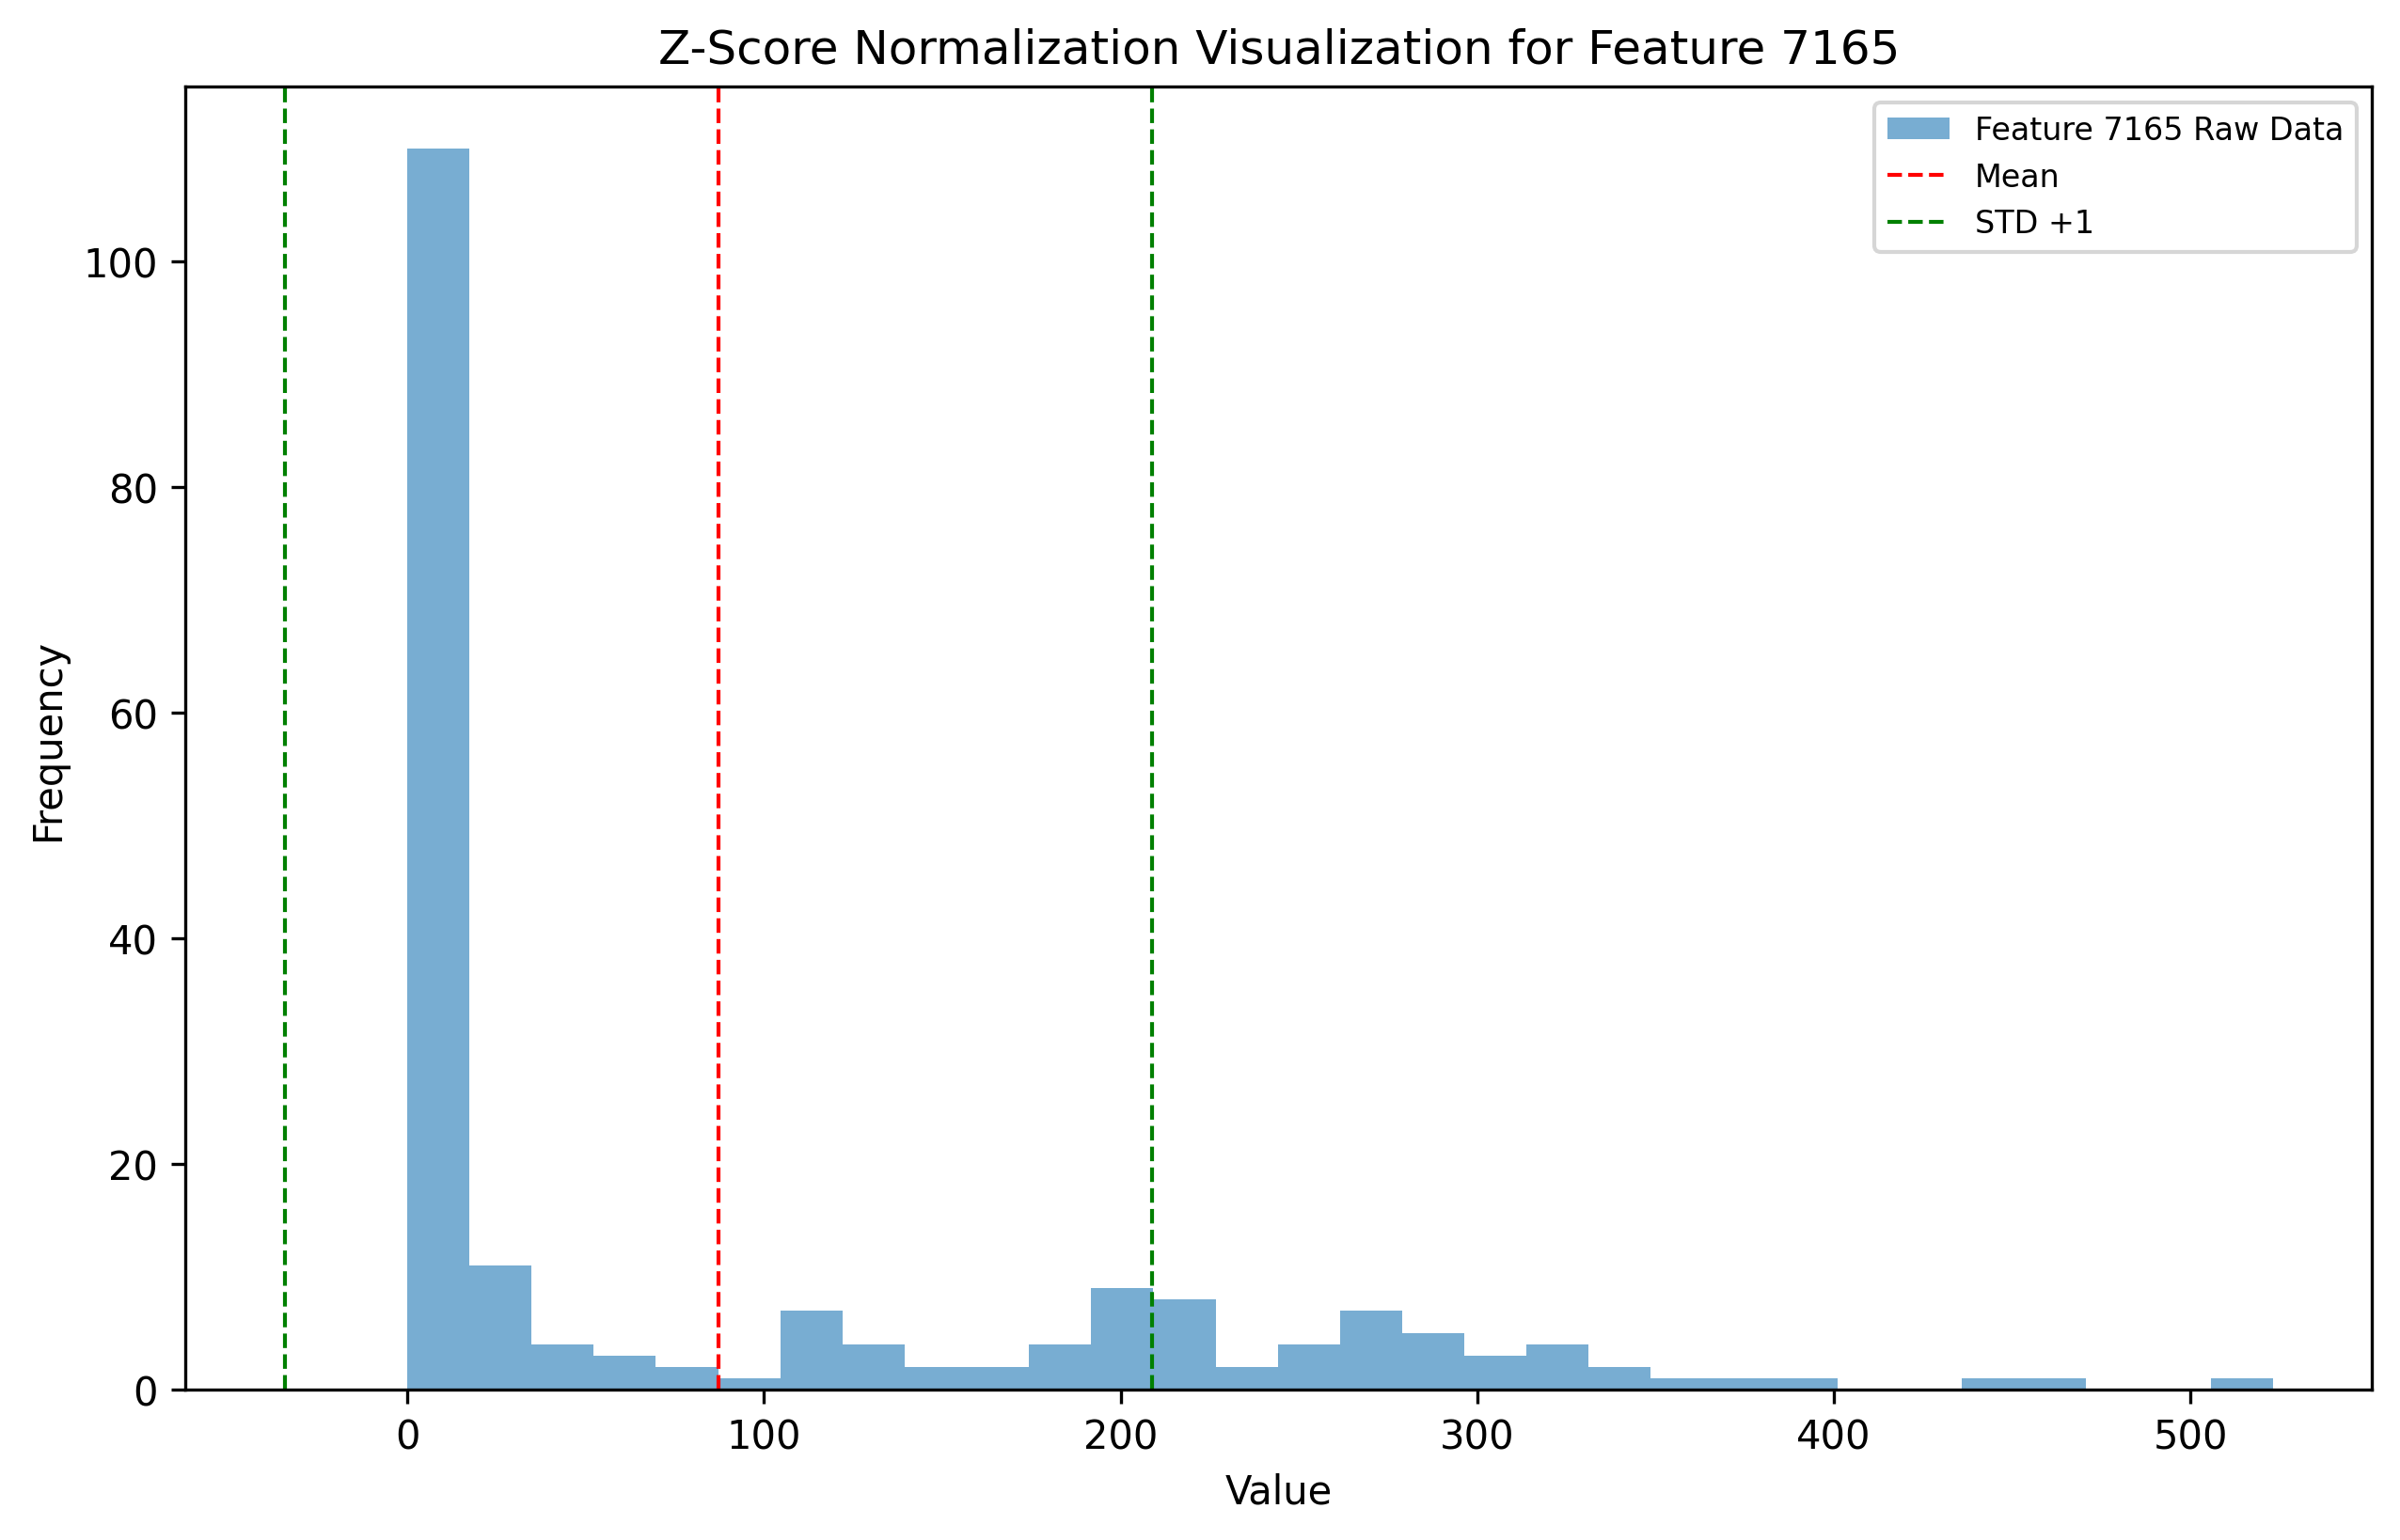 Z-Score Normalization Visualization for Feature 7165
Feature 7165 Raw Data
Mean
STD +1
Frequency
100
80
60
40
20
0
0 100 200 300 400 500
Value